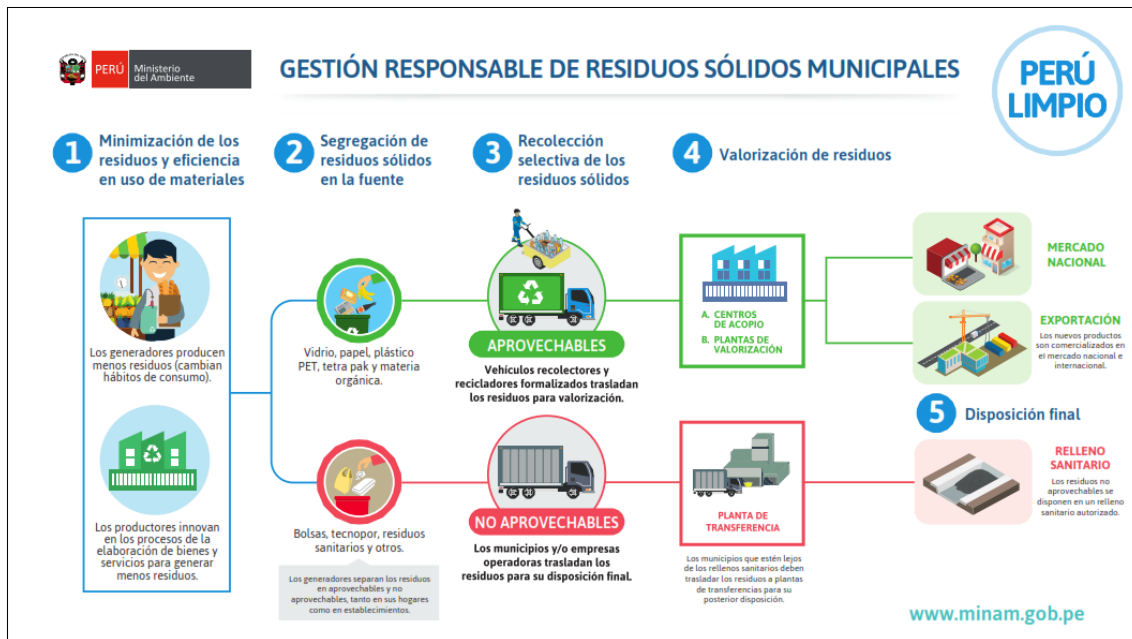 PERÚ
Ministerio
del Ambiente
GESTIÓN RESPONSABLE DE RESIDUOS SÓLIDOS MUNICIPALES
PERÚ
LIMPIO
1
Minimización de los
residuos y eficiencia
en uso de materiales
2
Segregación de
residuos sólidos
en la fuente
3
Recolección
selectiva de los
residuos sólidos
4
Valorización de residuos
Los generadores producen
menos residuos (cambian
hábitos de consumo).
Los productores innovan
en los procesos de la
elaboración de bienes y
servicios para generar
menos residuos.
Vidrio, papel, plástico
PET, tetra pak y materia
orgánica.
Bolsas, tecnopor, residuos
sanitarios y otros.
Los generadores separan los residuos
en aprovechables y no
aprovechables, tanto en sus hogares
como en establecimientos.
APROVECHABLES
Vehículos recolectores y
recicladores formalizados trasladan
los residuos para valorización.
NO APROVECHABLES
Los municipios y/o empresas
operadoras trasladan los
residuos para su disposición final.
A. CENTROS
DE ACOPIO
B. PLANTAS DE
VALORIZACIÓN
PLANTA DE
TRANSFERENCIA
Los municipios que estén lejos
de los rellenos sanitarios deben
trasladar los residuos a plantas
de transferencias para su
posterior disposición.
MERCADO
NACIONAL
EXPORTACIÓN
Los nuevos productos
son comercializados en
el mercado nacional e
internacional.
5
Disposición final
RELLENO
SANITARIO
Los residuos no
aprovechables se
disponen en un relleno
sanitario autorizado.
www.minam.gob.pe